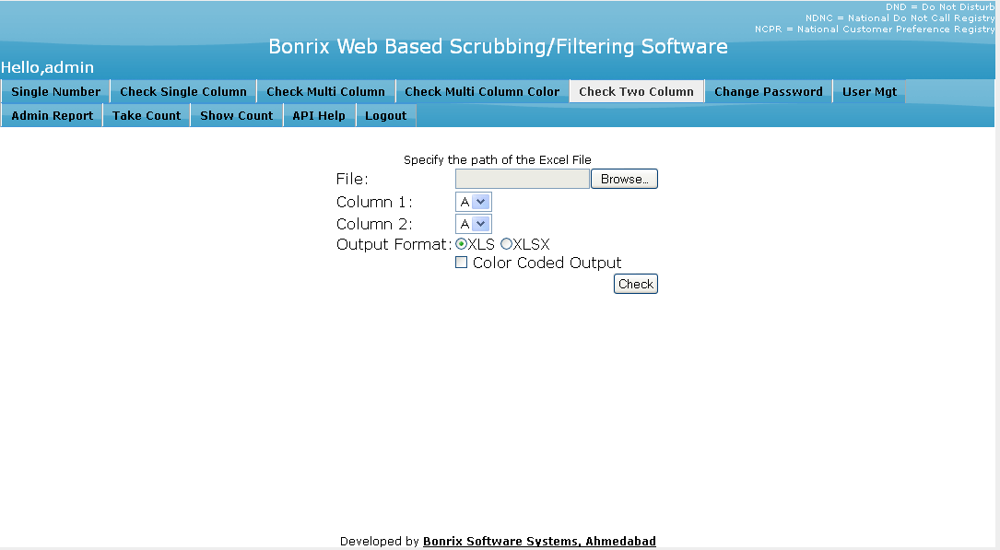 DND = Do Not Disturb
NDNC = National Do Not Call Registry
NCPR = National Customer Preference Registry
Bonrix Web Based Scrubbing/Filtering Software
Hello,admin
Single Number Check Single Column Check Multi Column Check Multi Column Color Check Two Column Change Password User Mgt
Admin Report Take Count Show Count API Help Logout
Specify the path of the Excel File
File: Browse...
Column 1: A
Column 2: A
Output Format: XLS XLSX
Color Coded Output
Check
Developed by Bonrix Software Systems, Ahmedabad